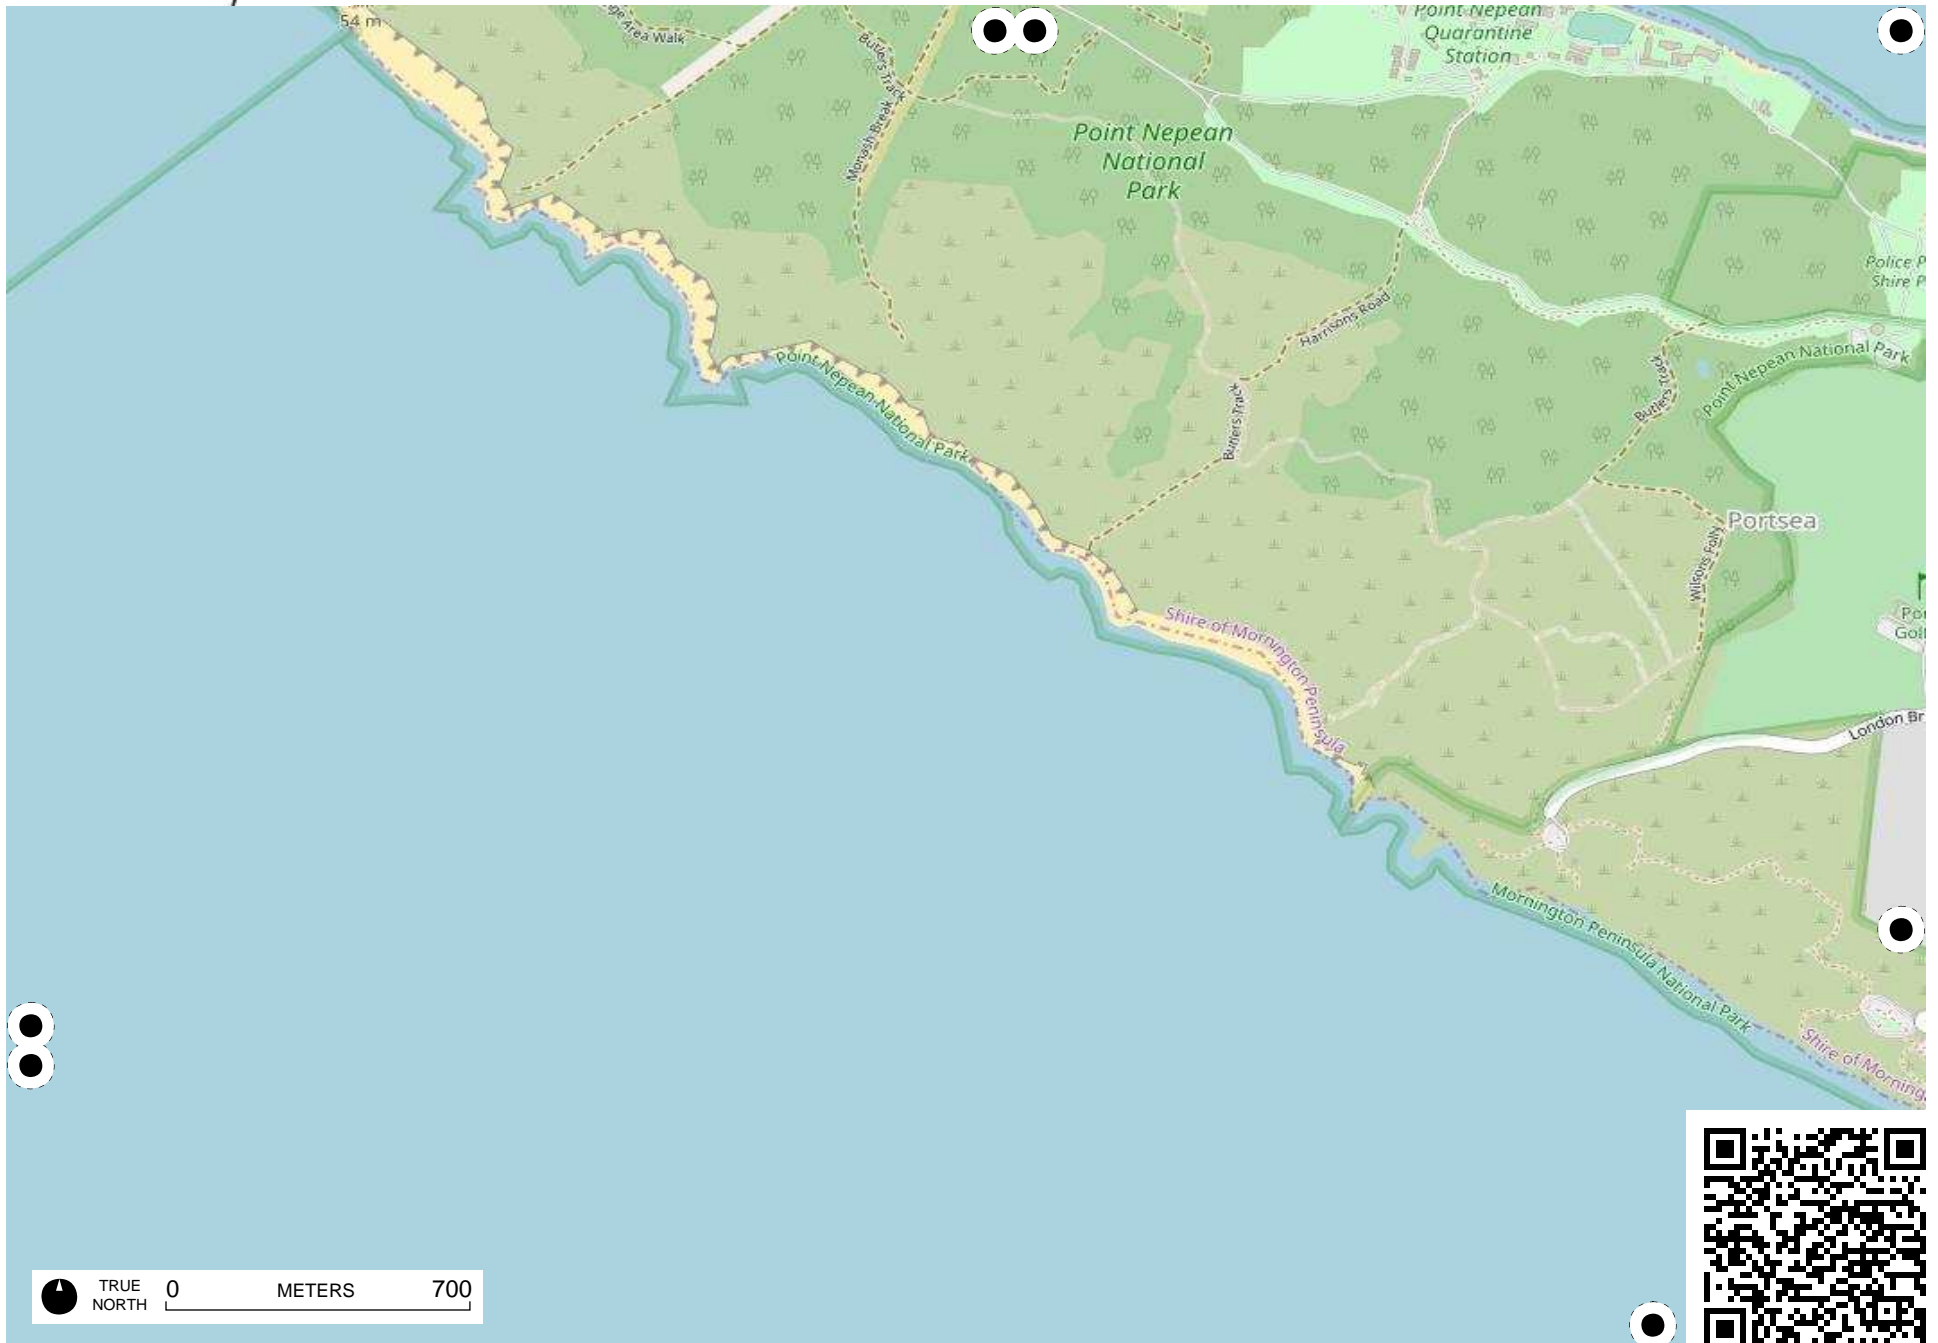 54 m
Area Walk
Butlers Track
Point Nepean
Quarantine
Station
Monash Break
Point Nepean
National
Park
Police P
Shire P
Harrisons Road
Point Nepean National Park
Butlers Track
Point Nepean National Park
Butlers Track
Portsea
Wilsons Folly
Shire of Mornington Peninsula
Por
Golf
London Br
Mornington Peninsula National Park
Shire of Morning
TRUE
NORTH
0 METERS 700